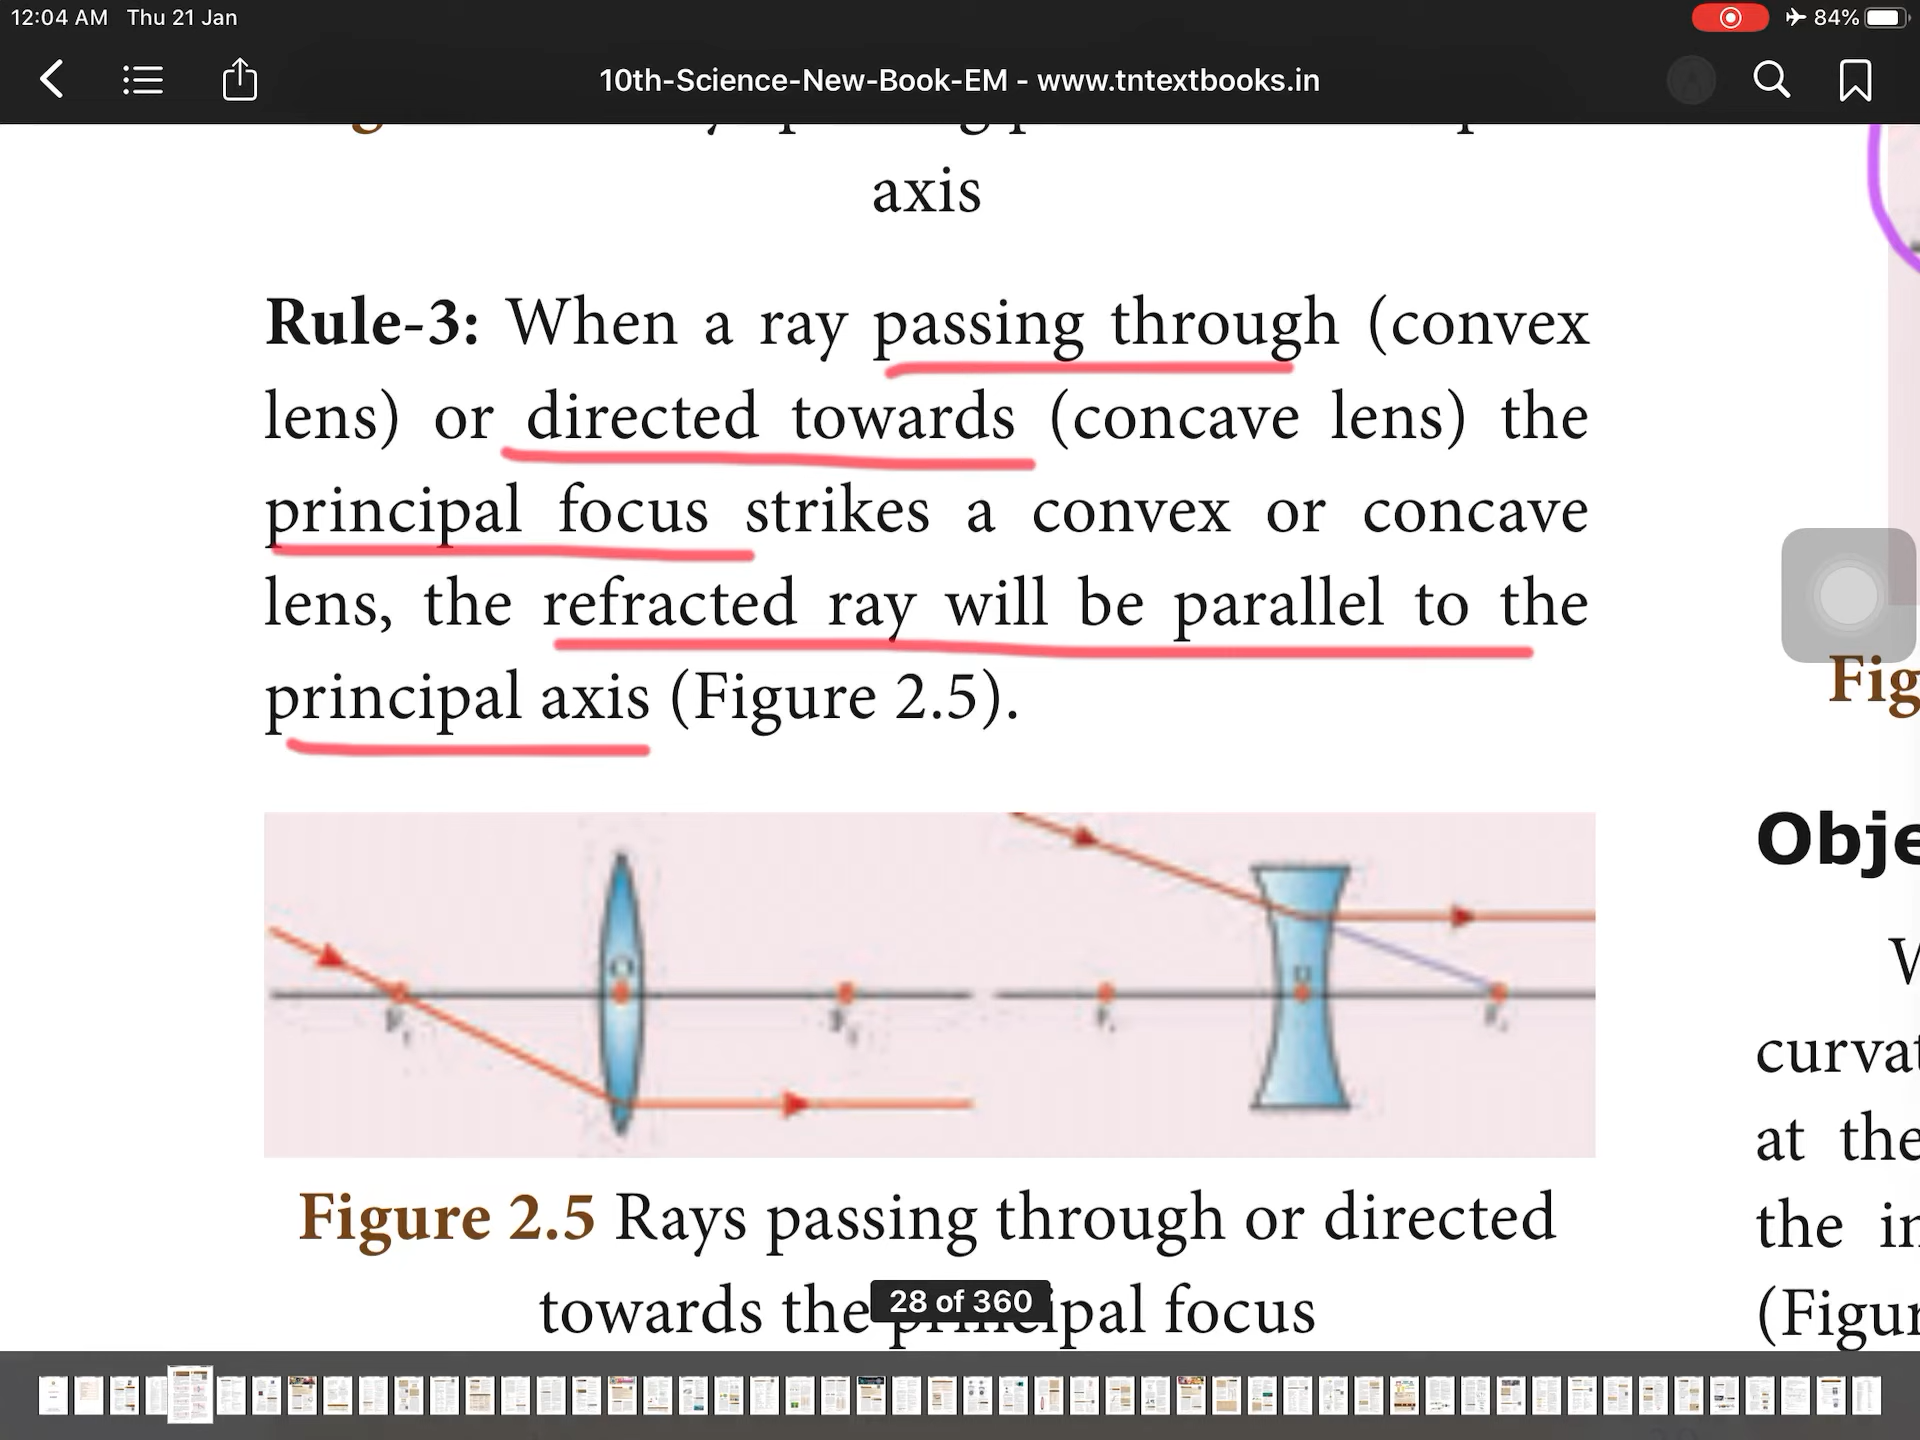 12:04 AM Thu 21 Jan
84%
10th-Science-New-Book-EM - www.tntextbooks.in
axis
Rule-3: When a ray passing through (convex
lens) or directed towards (concave lens) the
principal focus strikes a convex or concave
lens, the refracted ray will be parallel to the
principal axis (Figure 2.5).
O
Figure 2.5 Rays passing through or directed
towards the principal focus
28 of 360
Fig
Obje
W
curvat
at the
the in
(Figur